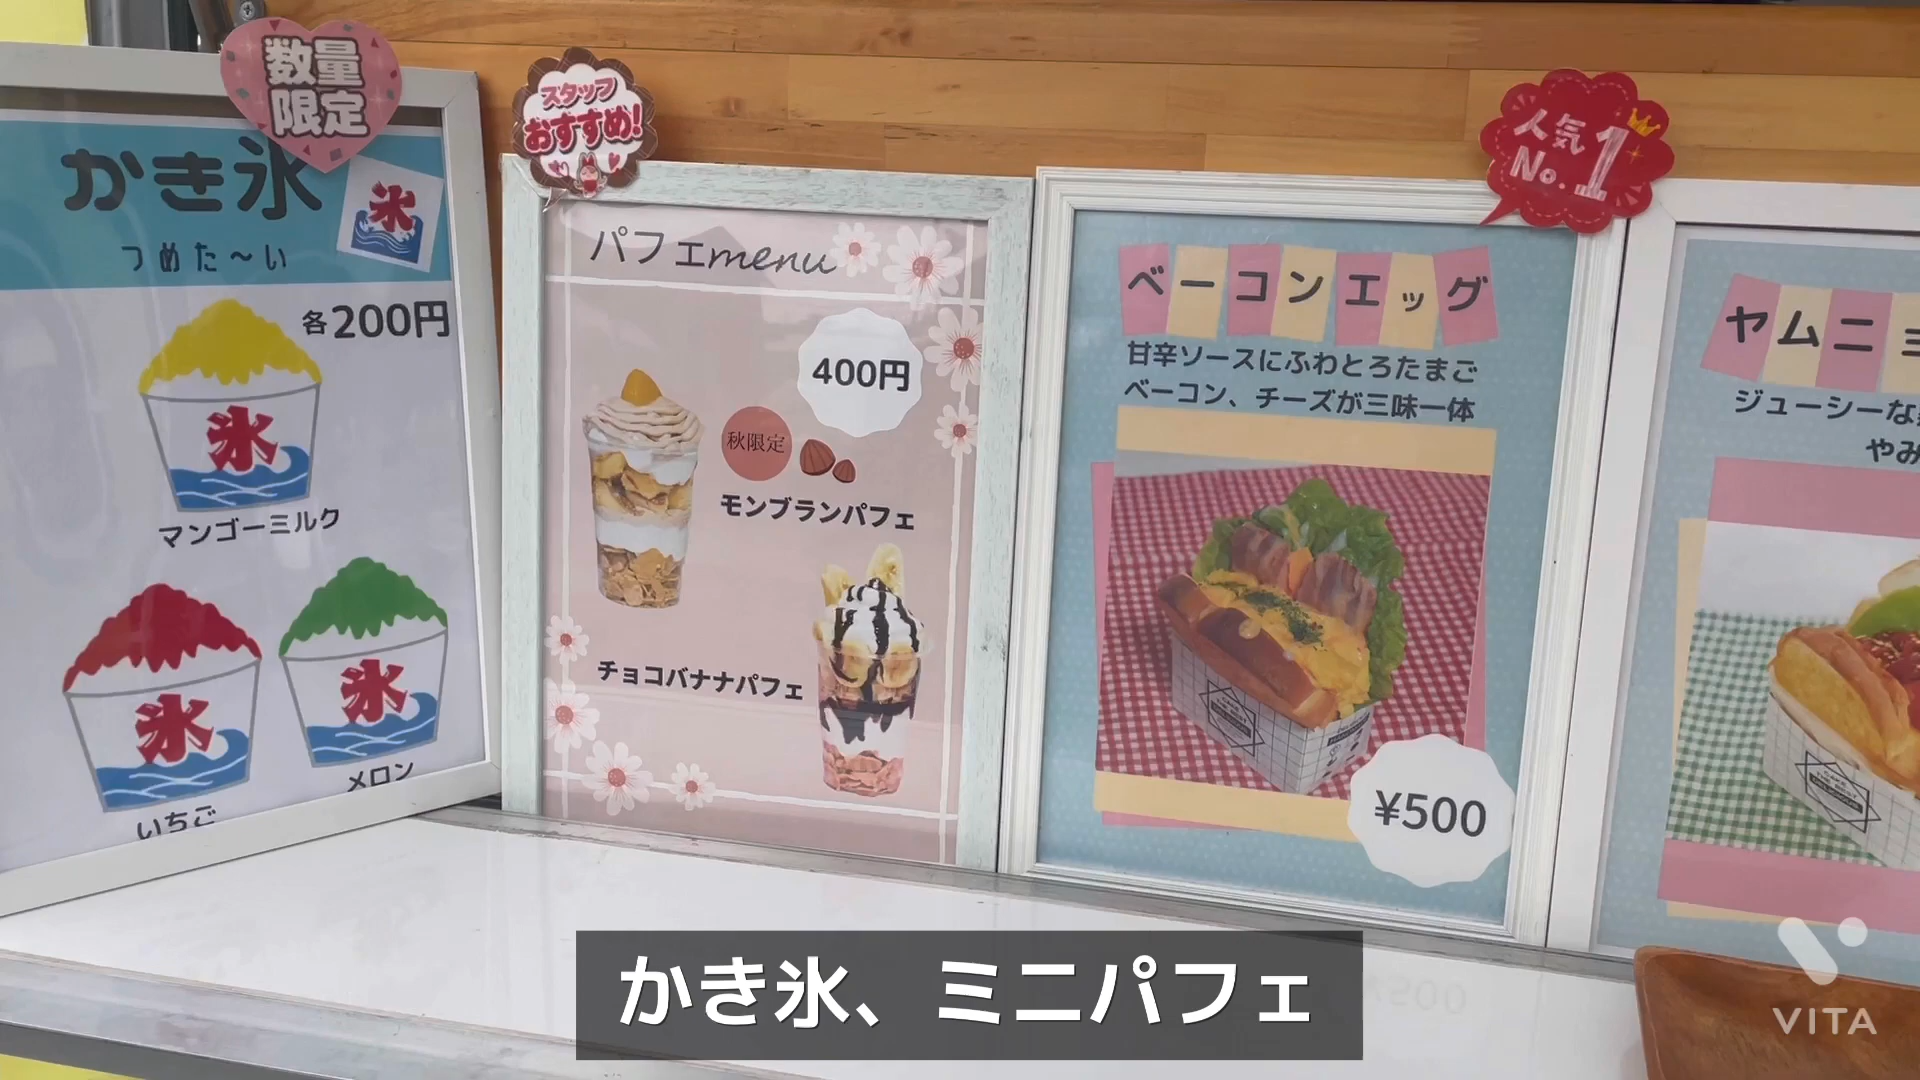 数量
限定
かき氷
氷
つめた～い
各200円
氷
マンゴーミルク
氷
いちご
氷
メロン
スタッフ
おすすめ!
パフェmenu
400円
秋限定
モンブランパフェ
チョコバナナパフェ
人気
No.1
ベーコンエッグ
甘辛ソースにふわとろたまご
ベーコン、チーズが三味一体
¥500
ヤムニョ
ジューシーな
やみ
かき氷、ミニパフェ
VITA